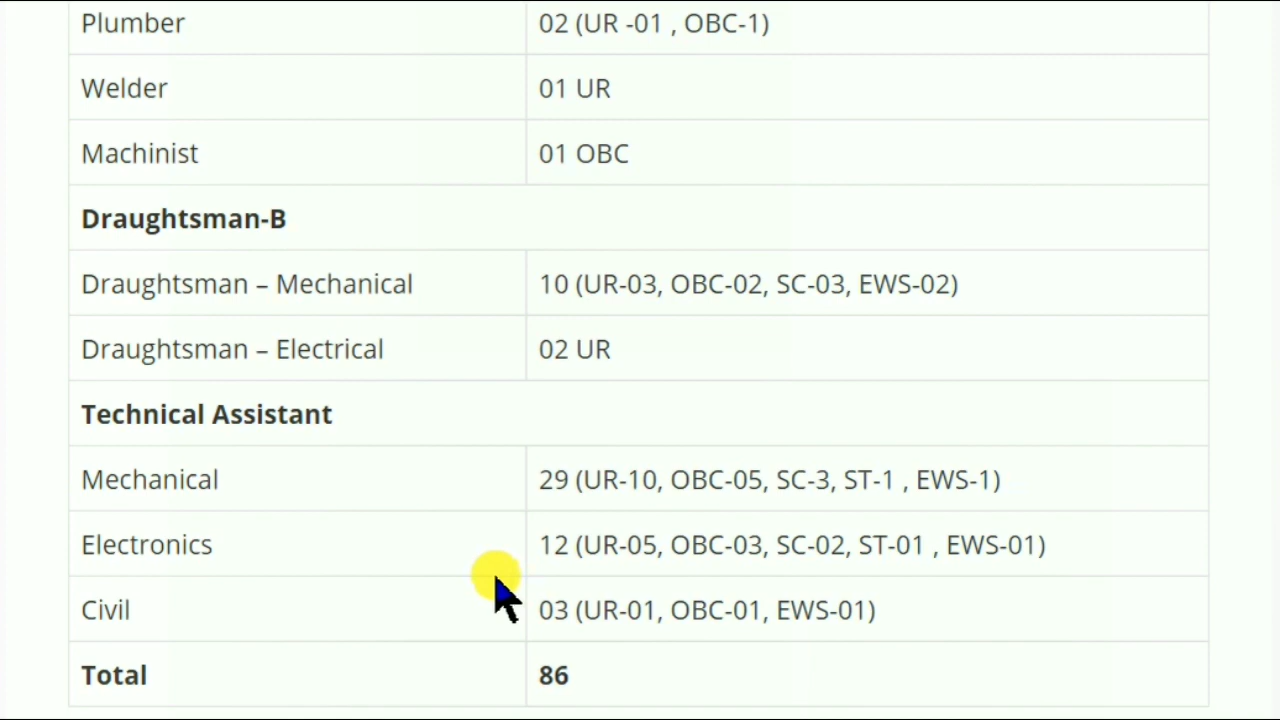 Plumber 02 (UR -01 , OBC-1)
Welder 01 UR
Machinist 01 OBC
Draughtsman-B
Draughtsman – Mechanical 10 (UR-03, OBC-02, SC-03, EWS-02)
Draughtsman – Electrical 02 UR
Technical Assistant
Mechanical 29 (UR-10, OBC-05, SC-3, ST-1 , EWS-1)
Electronics 12 (UR-05, OBC-03, SC-02, ST-01 , EWS-01)
Civil 03 (UR-01, OBC-01, EWS-01)
Total 86